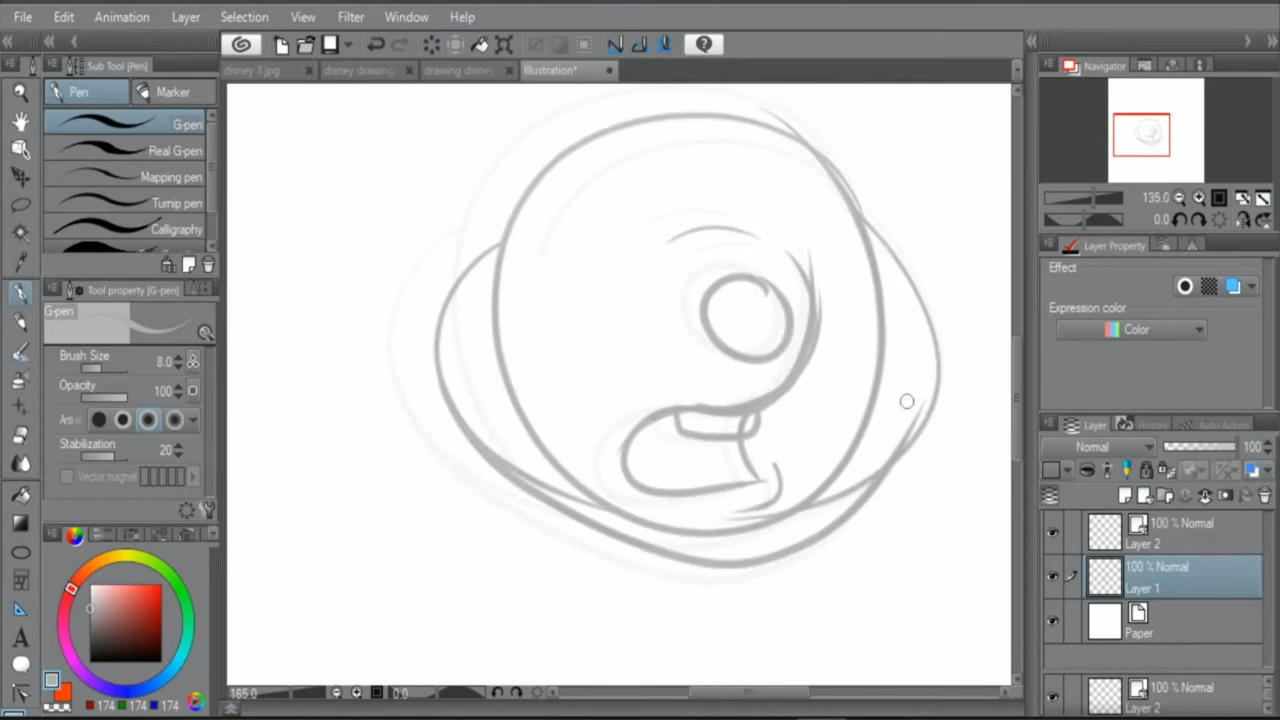 File Edit Animation Layer Selection View Filter Window Help
Sub Tool [Pen]
Pen Marker
G-pen
Real G-pen
Mapping pen
Turnip pen
Calligraphy
Tool property [G-pen]
G-pen
Brush Size 8.0
Opacity 100
Anti-
Stabilization 20
Vector magnet
174 174 174
disney 3.jpg disney drawing drawing disney Illustration*
165.0 0.0
Navigator
135.0
0.0
Layer Property
Effect
Expression color
Color
Layer History Auto Action
Normal 100
100 % Normal
Layer 2
100 % Normal
Layer 1
Paper
100 % Normal
Layer 2
A